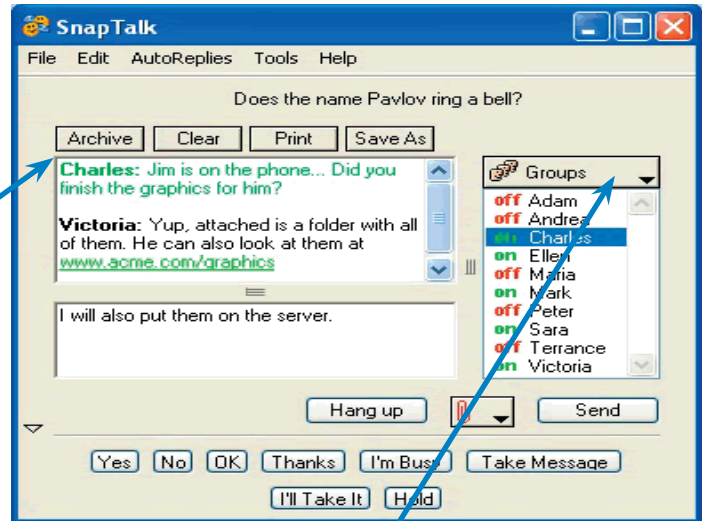 SnapTalk
File Edit AutoReplies Tools Help
Does the name Pavlov ring a bell?
Archive Clear Print Save As
Charles: Jim is on the phone... Did you
finish the graphics for him?
Victoria: Yup, attached is a folder with all
of them. He can also look at them at
www.acme.com/graphics
I will also put them on the server.
Groups
off Adam
off Andrea
on Charles
on Ellen
off Maria
on Mark
off Peter
on Sara
off Terrance
on Victoria
Hang up Send
Yes No OK Thanks I'm Busy Take Message
I'll Take It Hold